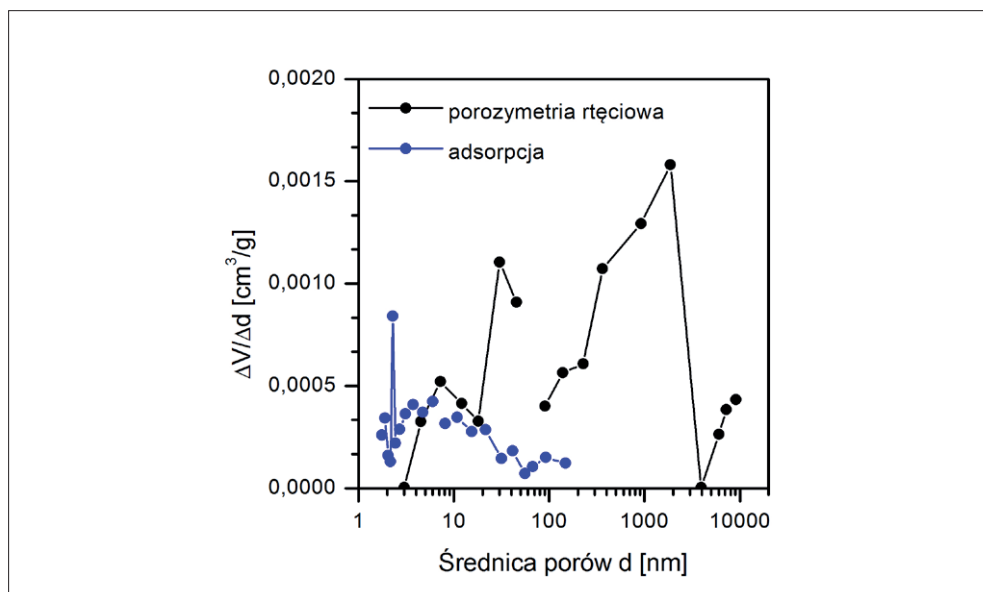 0,0020
porozymetria rtęciowa
adsorpcja
0,0015
0,0010
0,0005
0,0000
ΔV/Δd [cm³/g]
1 10 100 1000 10000
Średnica porów d [nm]